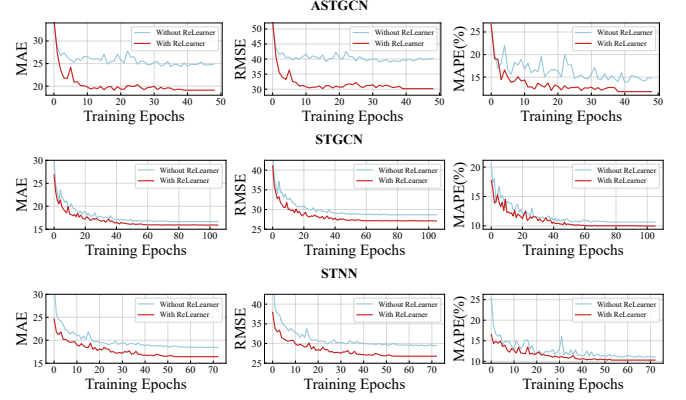 ASTGCN
MAE
30
25
20
Without ReLearner
With ReLearner
0 10 20 30 40 50
Training Epochs
RMSE
50
45
40
35
30
Without ReLearner
With ReLearner
0 10 20 30 40 50
Training Epochs
MAPE(%)
25
20
15
Without ReLearner
With ReLearner
0 10 20 30 40 50
Training Epochs
STGCN
MAE
30
25
20
15
Without ReLearner
With ReLearner
0 20 40 60 80 100
Training Epochs
RMSE
40
35
30
25
Without ReLearner
With ReLearner
0 20 40 60 80 100
Training Epochs
MAPE(%)
20
15
10
Without ReLearner
With ReLearner
0 20 40 60 80 100
Training Epochs
STNN
MAE
30
25
20
15
Without ReLearner
With ReLearner
0 10 20 30 40 50 60 70
Training Epochs
RMSE
40
35
30
25
Without ReLearner
With ReLearner
0 10 20 30 40 50 60 70
Training Epochs
MAPE(%)
25
20
15
10
Without ReLearner
With ReLearner
0 10 20 30 40 50 60 70
Training Epochs